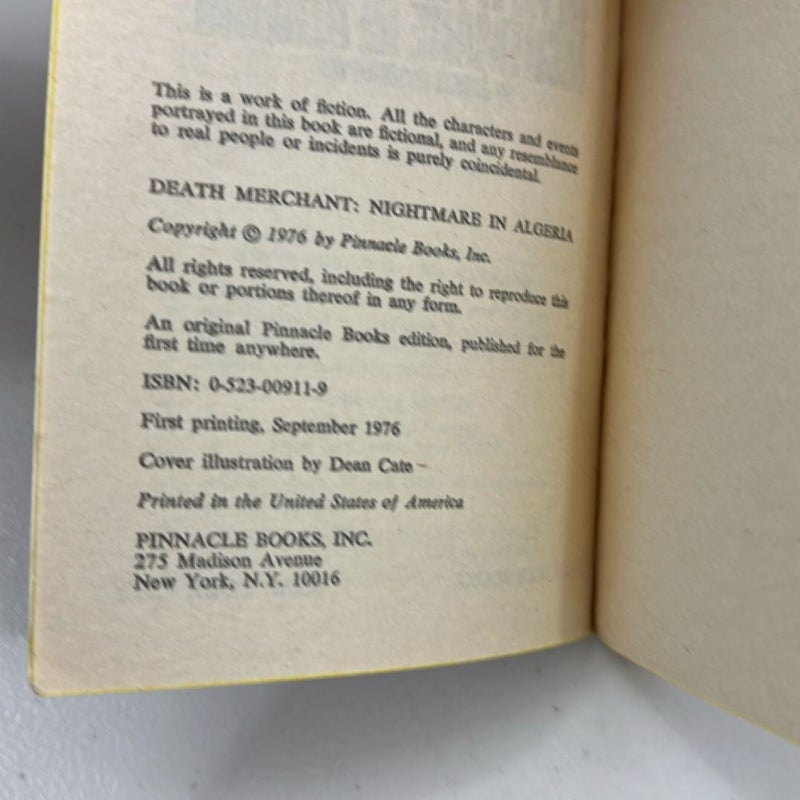 This is a work of fiction. All the characters and events
portrayed in this book are fictional, and any resemblance
to real people or incidents is purely coincidental.
DEATH MERCHANT: NIGHTMARE IN ALGERIA
Copyright © 1976 by Pinnacle Books, Inc.
All rights reserved, including the right to reproduce this
book or portions thereof in any form.
An original Pinnacle Books edition, published for the
first time anywhere.
ISBN: 0-523-00911-9
First printing, September 1976
Cover illustration by Dean Cate
Printed in the United States of America
PINNACLE BOOKS, INC.
275 Madison Avenue
New York, N.Y. 10016